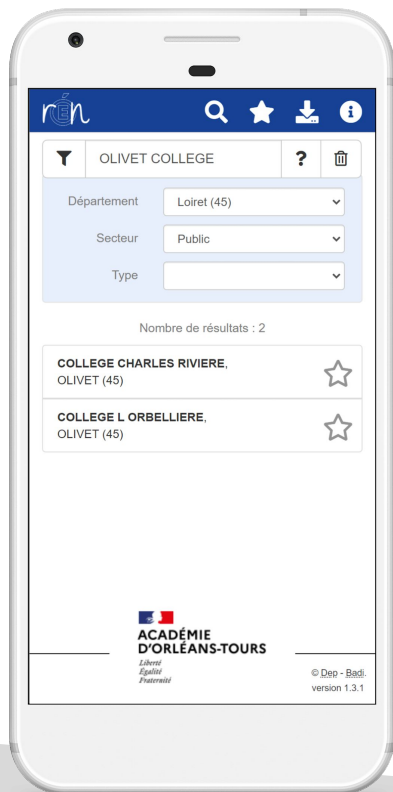 rén
OLIVET COLLEGE ?
Département Loiret (45)
Secteur Public
Type
Nombre de résultats : 2
COLLEGE CHARLES RIVIERE,
OLIVET (45)
COLLEGE L ORBELLIERE,
OLIVET (45)
ACADÉMIE
D'ORLÉANS-TOURS
Liberté
Égalité
Fraternité
© Dep - Badi.
version 1.3.1